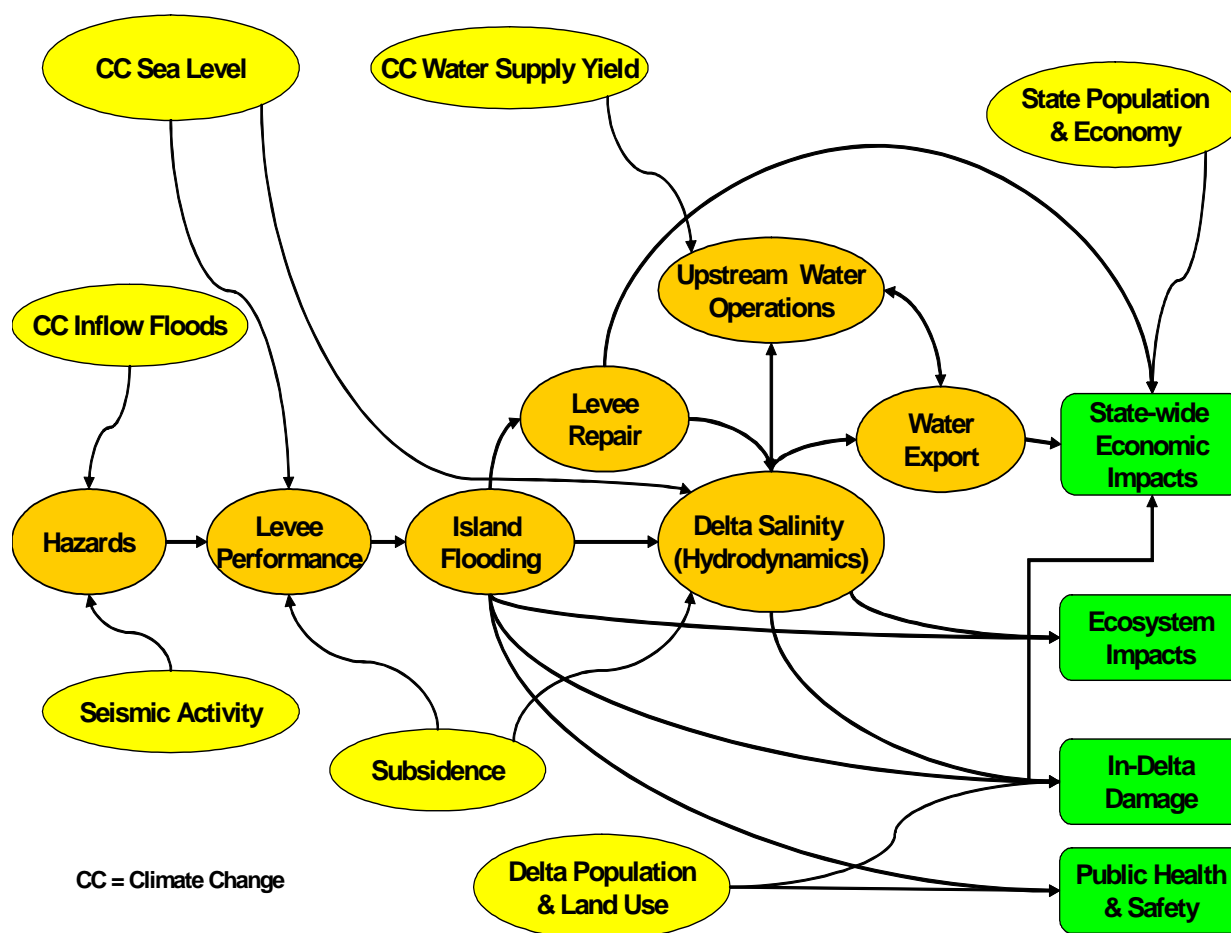 CC Sea Level
CC Water Supply Yield
State Population
& Economy
Upstream Water
Operations
CC Inflow Floods
Levee
Repair
Water
Export
State-wide
Economic
Impacts
Hazards
Levee
Performance
Island
Flooding
Delta Salinity
(Hydrodynamics)
Ecosystem
Impacts
Seismic Activity
Subsidence
In-Delta
Damage
CC = Climate Change
Delta Population
& Land Use
Public Health
& Safety